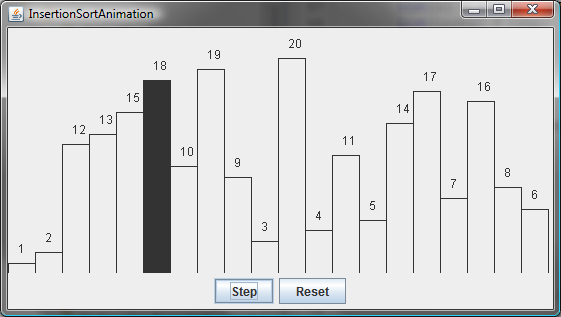 InsertionSortAnimation
1 2 12 13 15 18 10 19 9 3 20 4 11 5 14 17 7 16 8 6
Step Reset